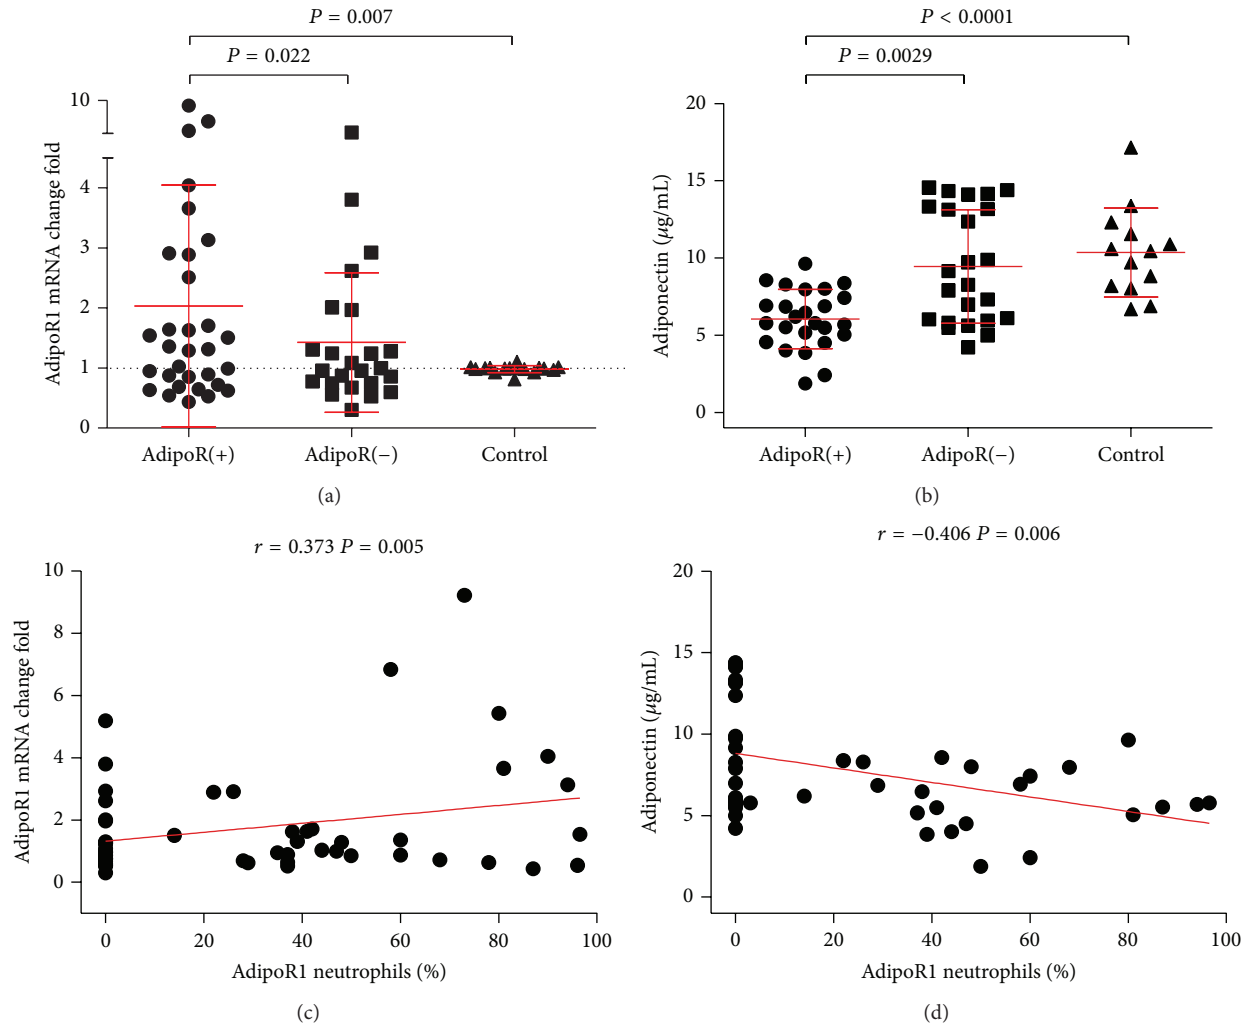 P = 0.007
P = 0.022
AdipoR1 mRNA change fold
10
4
3
2
1
0
AdipoR(+) AdipoR(−) Control
(a)
P < 0.0001
P = 0.0029
Adiponectin (μg/mL)
20
15
10
5
0
AdipoR(+) AdipoR(−) Control
(b)
r = 0.373 P = 0.005
AdipoR1 mRNA change fold
10
8
6
4
2
0
0 20 40 60 80 100
AdipoR1 neutrophils (%)
(c)
r = −0.406 P = 0.006
Adiponectin (μg/mL)
20
15
10
5
0
0 20 40 60 80 100
AdipoR1 neutrophils (%)
(d)